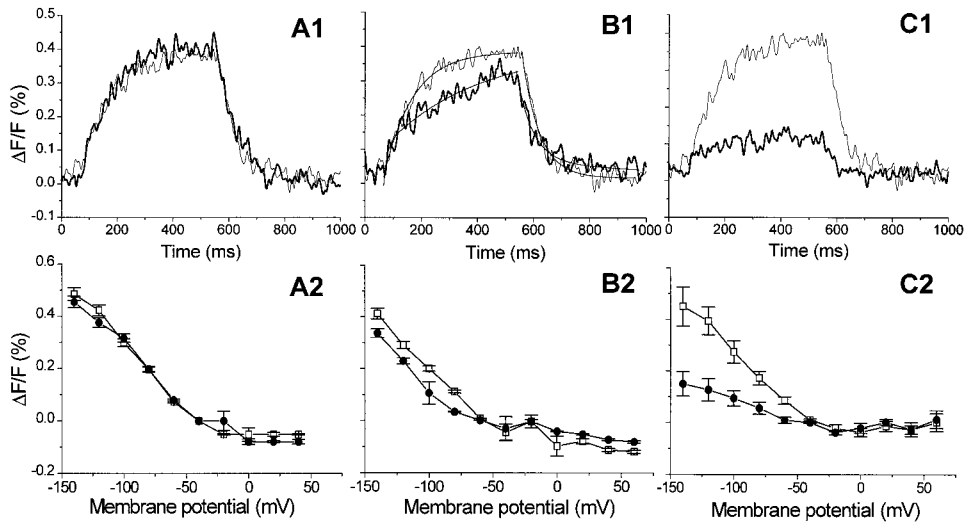 A1
B1
C1
ΔF/F (%)
0.5
0.4
0.3
0.2
0.1
0.0
-0.1
0 200 400 600 800 1000
0 200 400 600 800 1000
0 200 400 600 800 1000
Time (ms)
Time (ms)
Time (ms)
A2
B2
C2
ΔF/F (%)
0.6
0.4
0.2
0.0
-0.2
-150 -100 -50 0 50
-150 -100 -50 0 50
-150 -100 -50 0 50
Membrane potential (mV)
Membrane potential (mV)
Membrane potential (mV)